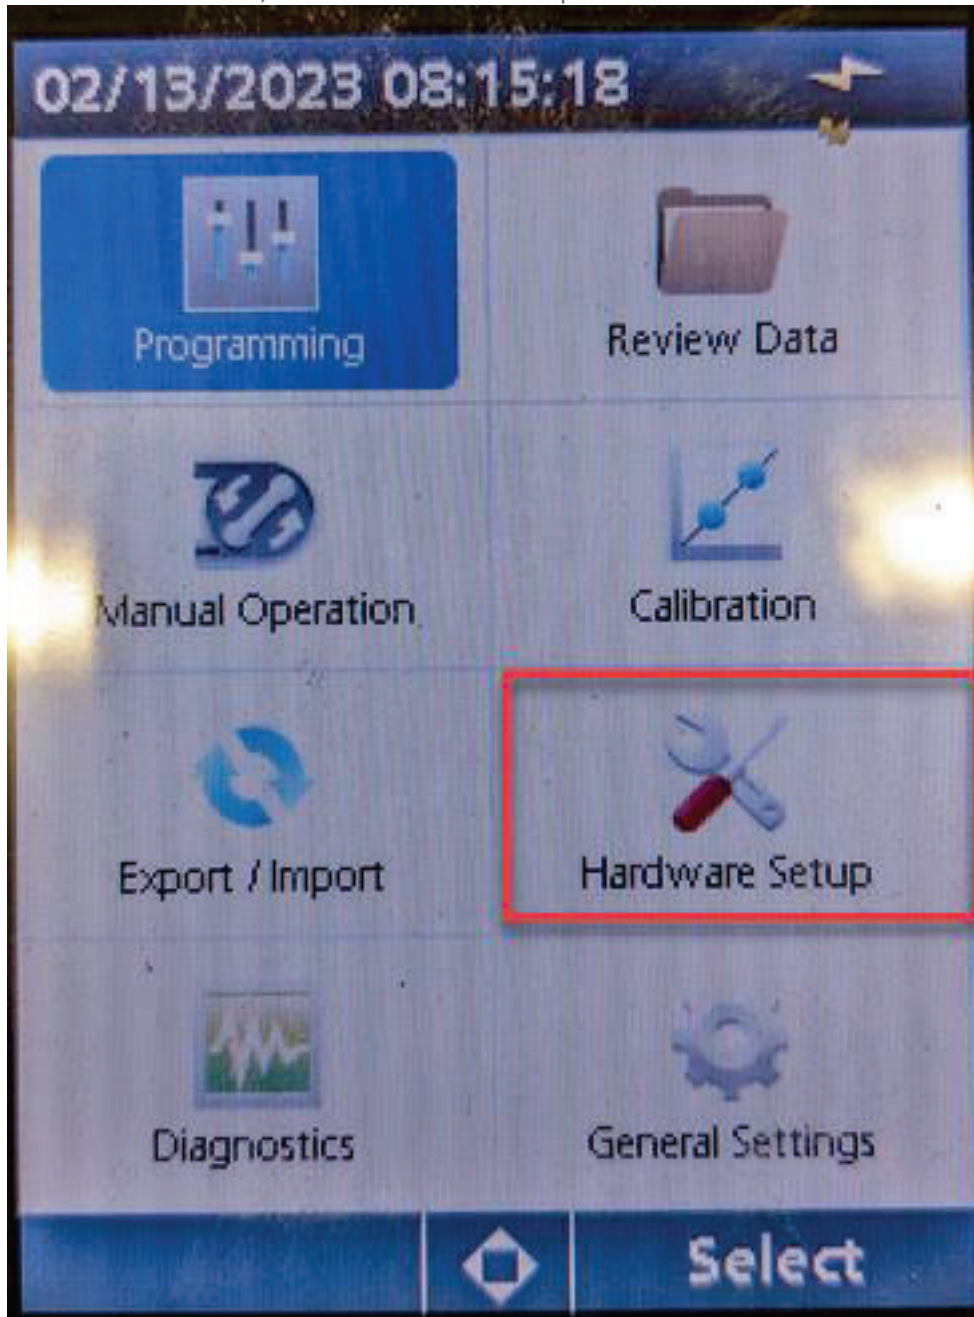 02/13/2023 08:15:18
Programming
Review Data
Manual Operation
Calibration
Export / Import
Hardware Setup
Diagnostics
General Settings
Select